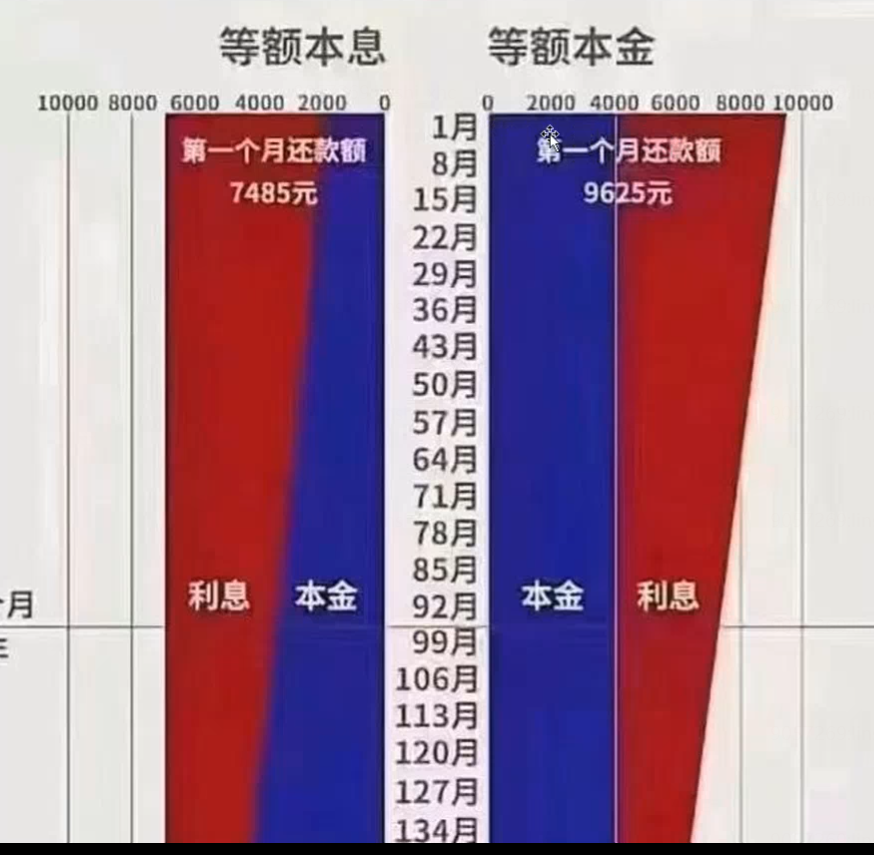 等额本息 等额本金
10000 8000 6000 4000 2000 0 0 2000 4000 6000 8000 10000
第一个月还款额
7485元
第一个月还款额
9625元
1月
8月
15月
22月
29月
36月
43月
50月
57月
64月
71月
78月
85月
92月
99月
106月
113月
120月
127月
134月
利息 本金 本金 利息
个月